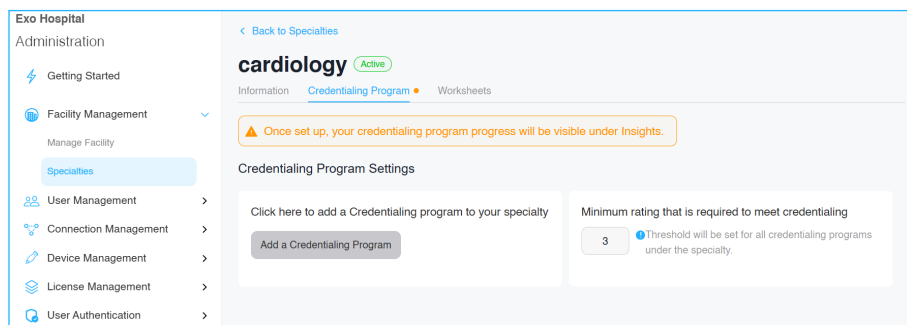 Exo Hospital
Administration
Getting Started
Facility Management
Manage Facility
Specialties
User Management
Connection Management
Device Management
License Management
User Authentication
< Back to Specialties
cardiology Active
Information Credentialing Program Worksheets
Once set up, your credentialing program progress will be visible under Insights.
Credentialing Program Settings
Click here to add a Credentialing program to your specialty
Add a Credentialing Program
Minimum rating that is required to meet credentialing
3
Threshold will be set for all credentialing programs
under the specialty.